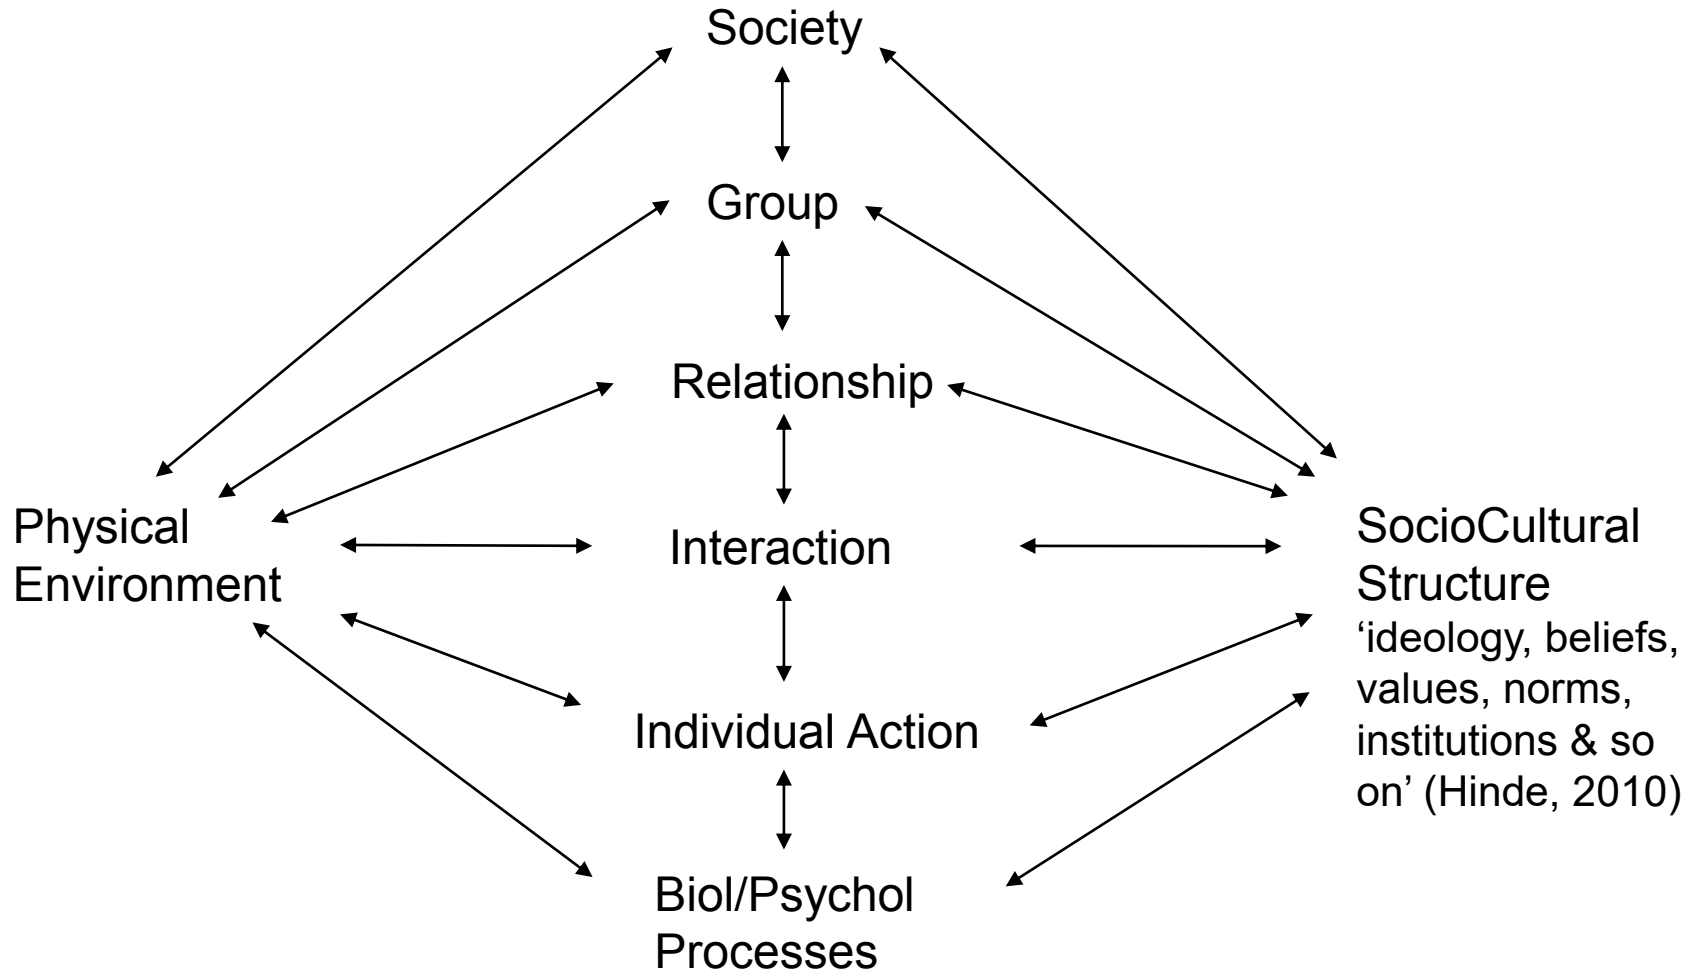 Society
Group
Relationship
Physical
Environment
Interaction
SocioCultural
Structure
‘ideology, beliefs,
values, norms,
institutions & so
on’ (Hinde, 2010)
Individual Action
Biol/Psychol
Processes